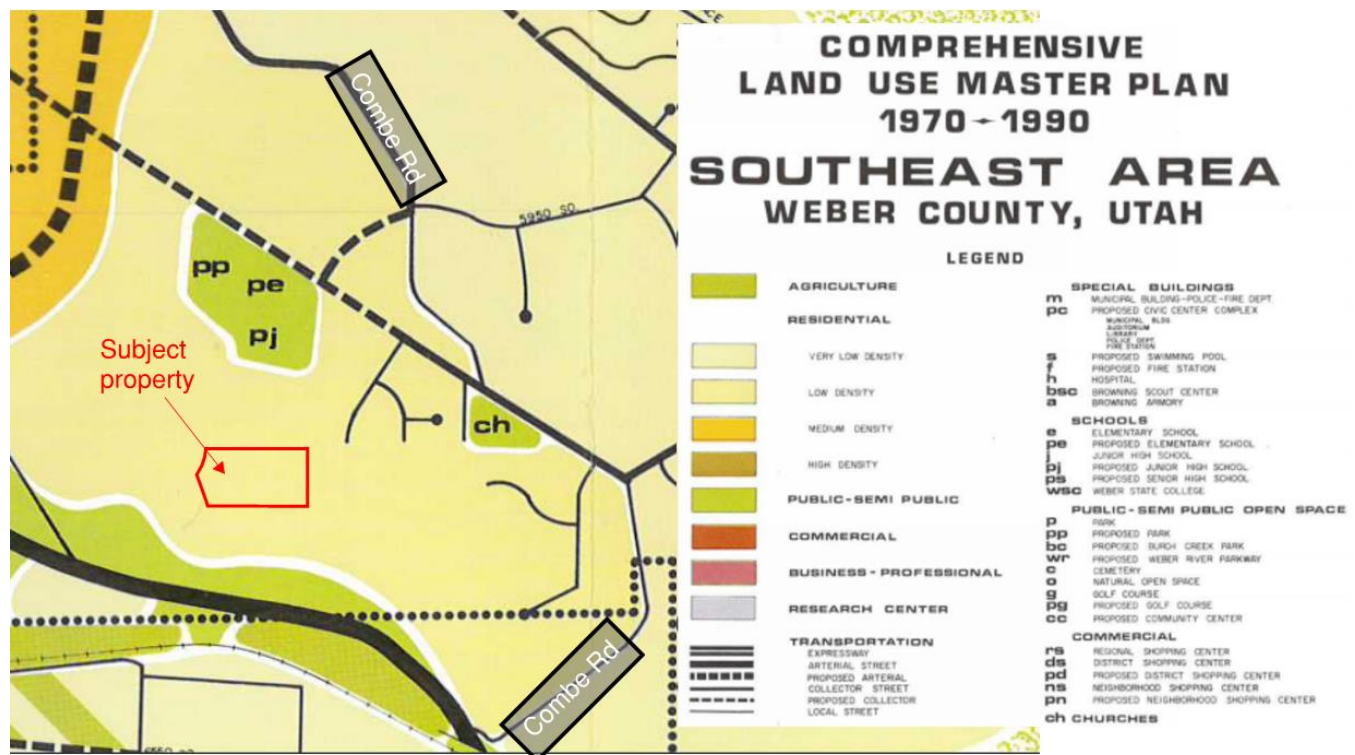 Combe Rd
5950 SO.
pp
pe
pj
Subject
property
ch
Combe Rd
COMPREHENSIVE
LAND USE MASTER PLAN
1970-1990
SOUTHEAST AREA
WEBER COUNTY, UTAH
LEGEND
AGRICULTURE
RESIDENTIAL
VERY LOW DENSITY
LOW DENSITY
MEDIUM DENSITY
HIGH DENSITY
PUBLIC-SEMI PUBLIC
COMMERCIAL
BUSINESS-PROFESSIONAL
RESEARCH CENTER
TRANSPORTATION
EXPRESSWAY
ARTERIAL STREET
PROPOSED ARTERIAL
COLLECTOR STREET
PROPOSED COLLECTOR
LOCAL STREET
SPECIAL BUILDINGS
m MUNICIPAL BUILDING-POLICE-FIRE DEPT.
pc PROPOSED CIVIC CENTER COMPLEX
MUNICIPAL BLDG
AUDITORIUM
LIBRARY
POLICE DEPT.
FIRE STATION
s PROPOSED SWIMMING POOL
f PROPOSED FIRE STATION
h HOSPITAL
bsc BROWNING SCOUT CENTER
a BROWNING ARMORY
SCHOOLS
e ELEMENTARY SCHOOL
pe PROPOSED ELEMENTARY SCHOOL
j JUNIOR HIGH SCHOOL
pj PROPOSED JUNIOR HIGH SCHOOL
ps PROPOSED SENIOR HIGH SCHOOL
wsc WEBER STATE COLLEGE
PUBLIC-SEMI PUBLIC OPEN SPACE
p PARK
pp PROPOSED PARK
bc PROPOSED BURCH CREEK PARK
wr PROPOSED WEBER RIVER PARKWAY
c CEMETERY
o NATURAL OPEN SPACE
g GOLF COURSE
pg PROPOSED GOLF COURSE
cc PROPOSED COMMUNITY CENTER
COMMERCIAL
rs REGIONAL SHOPPING CENTER
ds DISTRICT SHOPPING CENTER
pd PROPOSED DISTRICT SHOPPING CENTER
ns NEIGHBORHOOD SHOPPING CENTER
pn PROPOSED NEIGHBORHOOD SHOPPING CENTER
ch CHURCHES